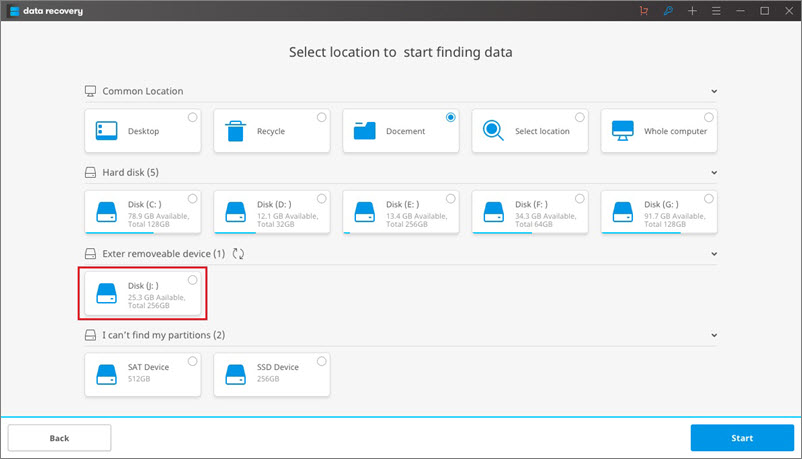 data recovery
Select location to start finding data
Common Location
Desktop
Recycle
Docement
Select location
Whole computer
Hard disk (5)
Disk (C: )
78.9 GB Available,
Total 128GB
Disk (D: )
12.1 GB Available,
Total 32GB
Disk (E: )
13.4 GB Available,
Total 256GB
Disk (F: )
34.3 GB Available,
Total 64GB
Disk (G: )
91.7 GB Available,
Total 128GB
Exter removeable device (1)
Disk (J: )
25.3 GB Aailable,
Total 256GB
I can't find my partitions (2)
SAT Device
512GB
SSD Device
256GB
Back
Start